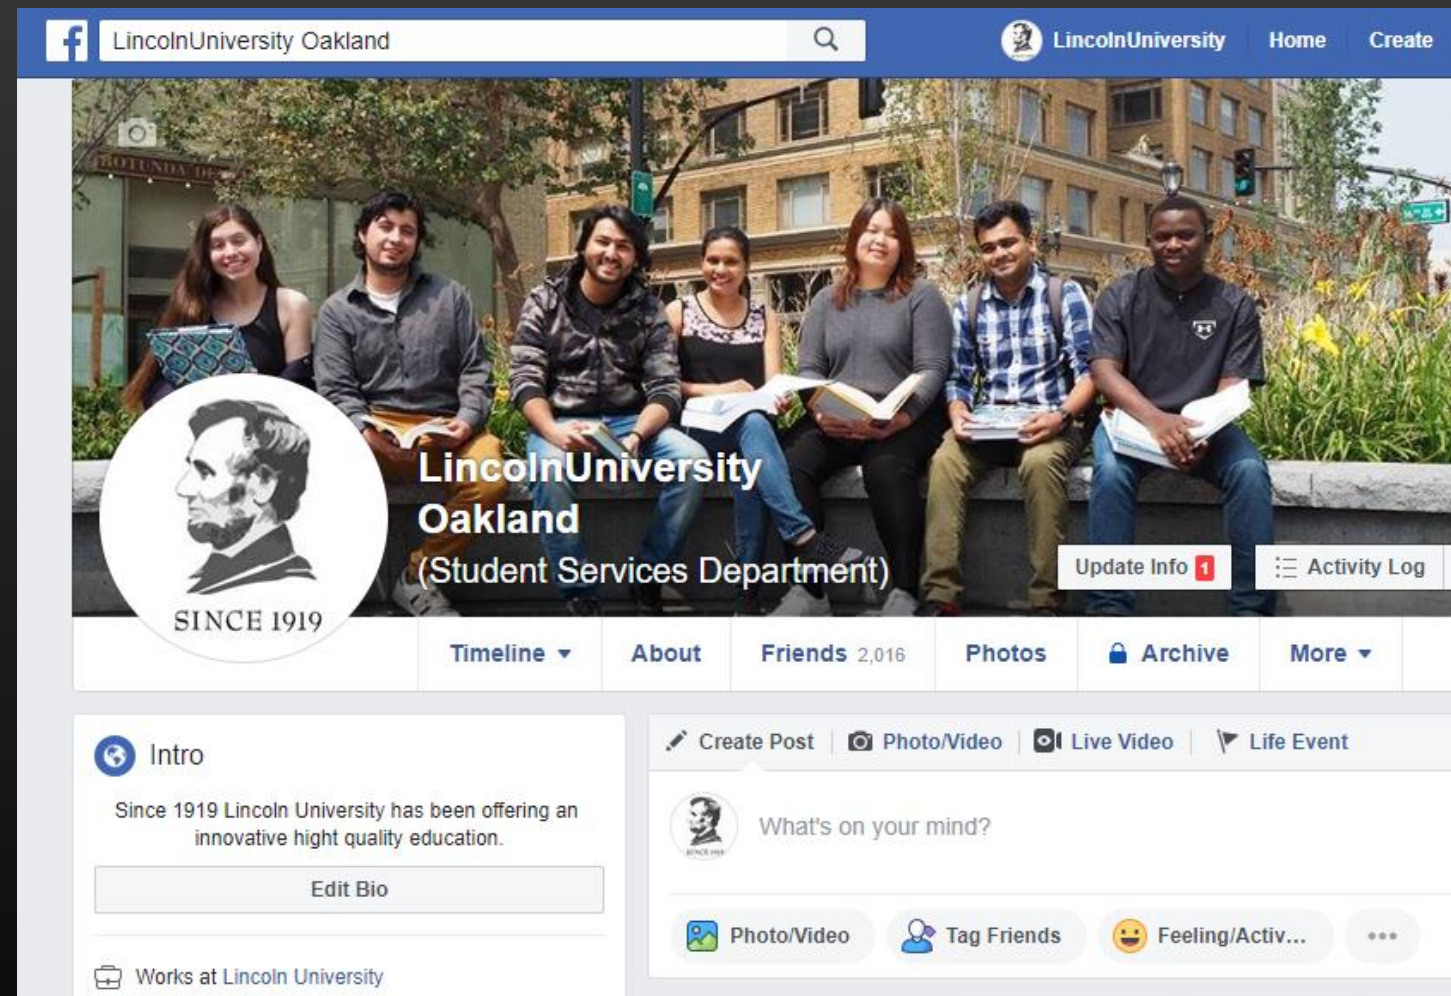 LincolnUniversity Oakland
LincolnUniversity
Home
Create
ROTUNDA
LincolnUniversity
Oakland
(Student Services Department)
Update Info 1
Activity Log
SINCE 1919
Timeline
About
Friends 2,016
Photos
Archive
More
Intro
Since 1919 Lincoln University has been offering an
innovative hight quality education.
Edit Bio
Works at Lincoln University
Create Post
Photo/Video
Live Video
Life Event
SINCE 1919
What's on your mind?
Photo/Video
Tag Friends
Feeling/Activ...